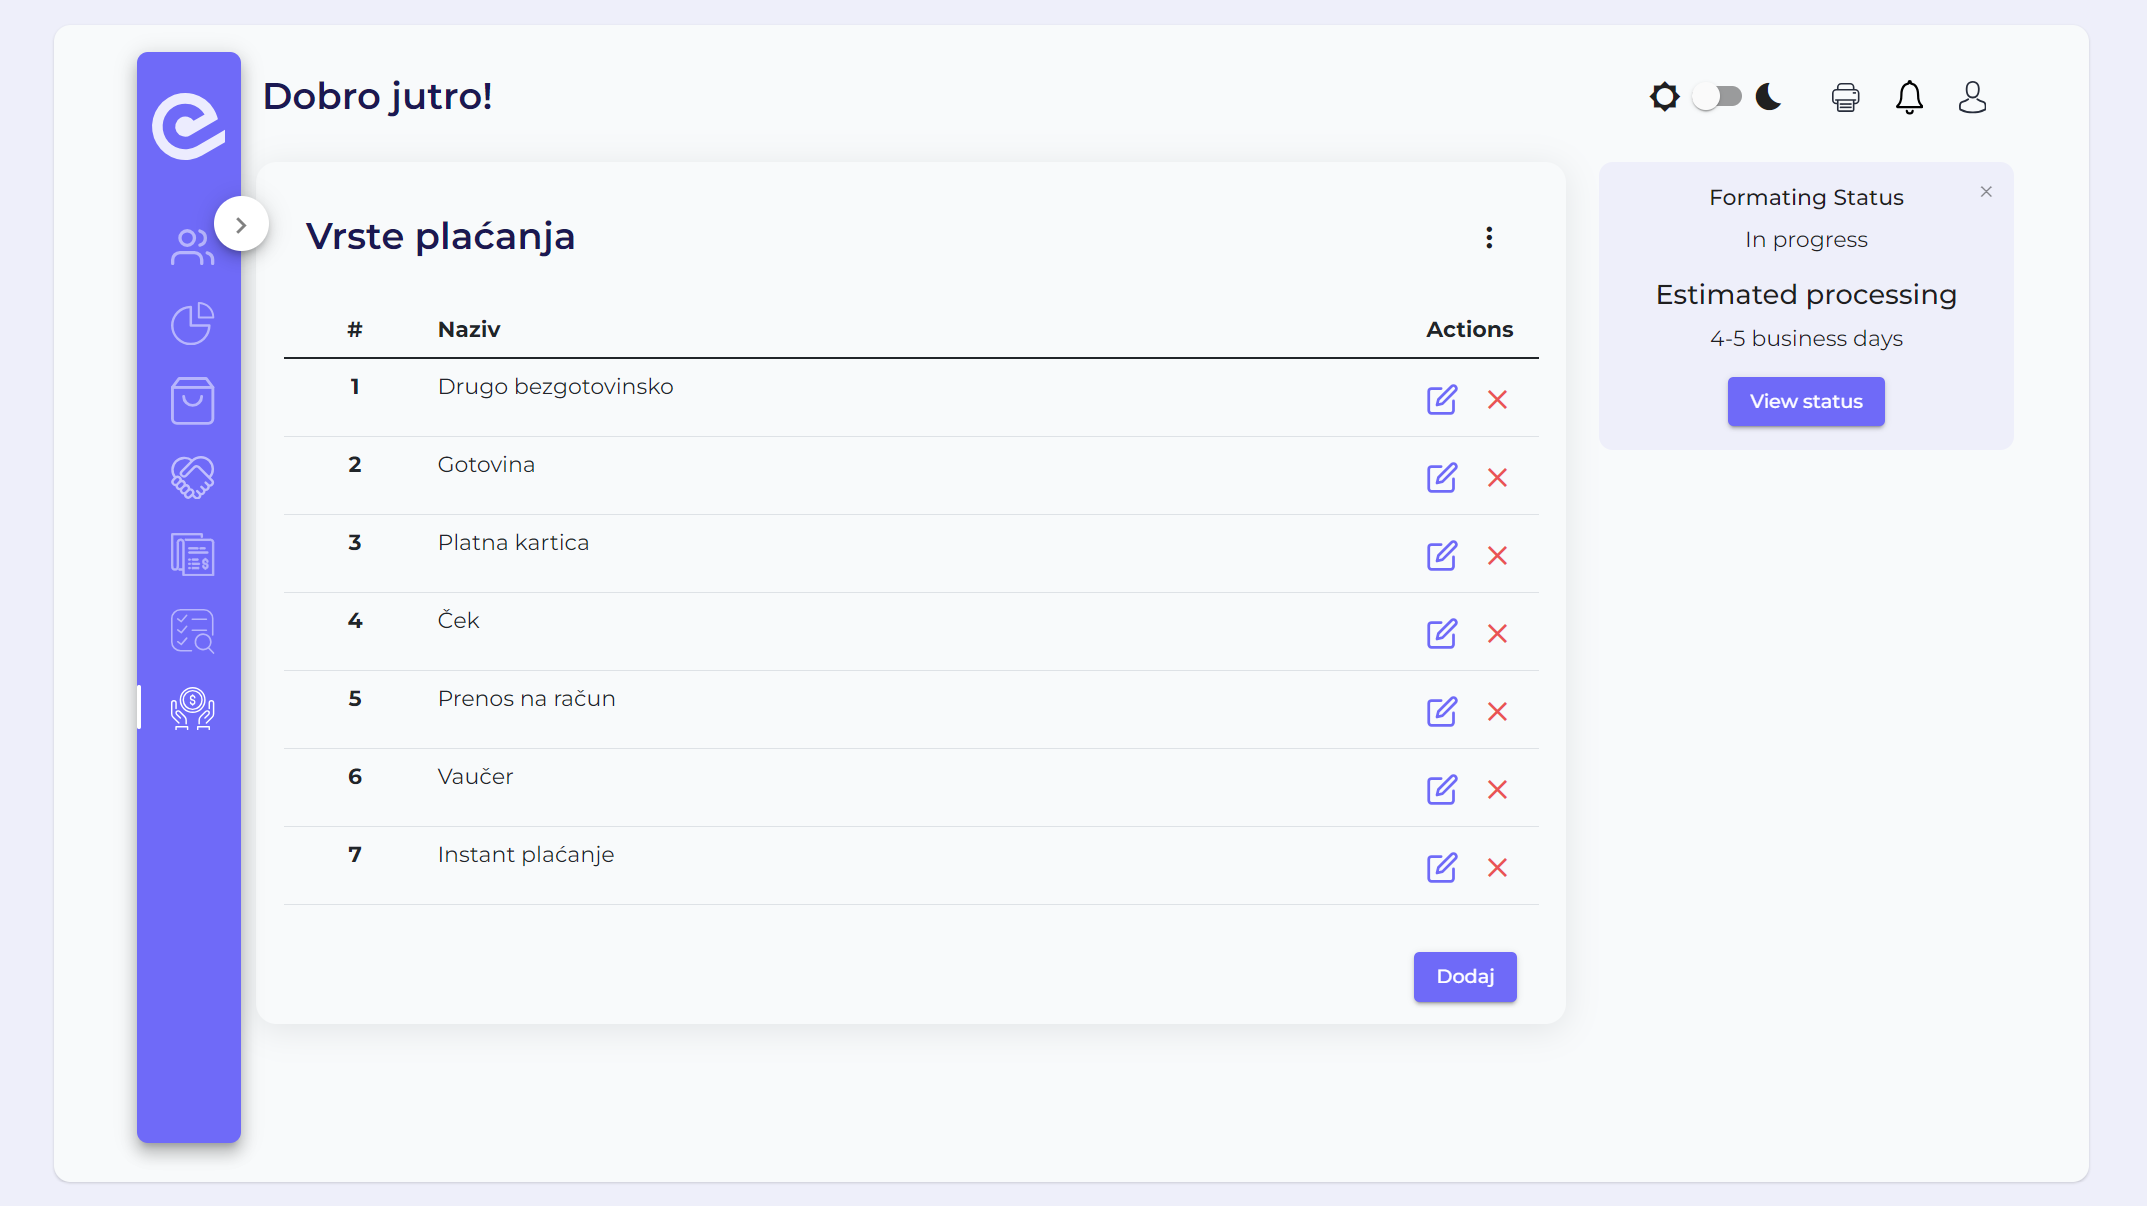 Dobro jutro!
Vrste plaćanja
# Naziv Actions
1 Drugo bezgotovinsko
2 Gotovina
3 Platna kartica
4 Ček
5 Prenos na račun
6 Vaučer
7 Instant plaćanje
Dodaj
Formating Status
In progress
Estimated processing
4-5 business days
View status